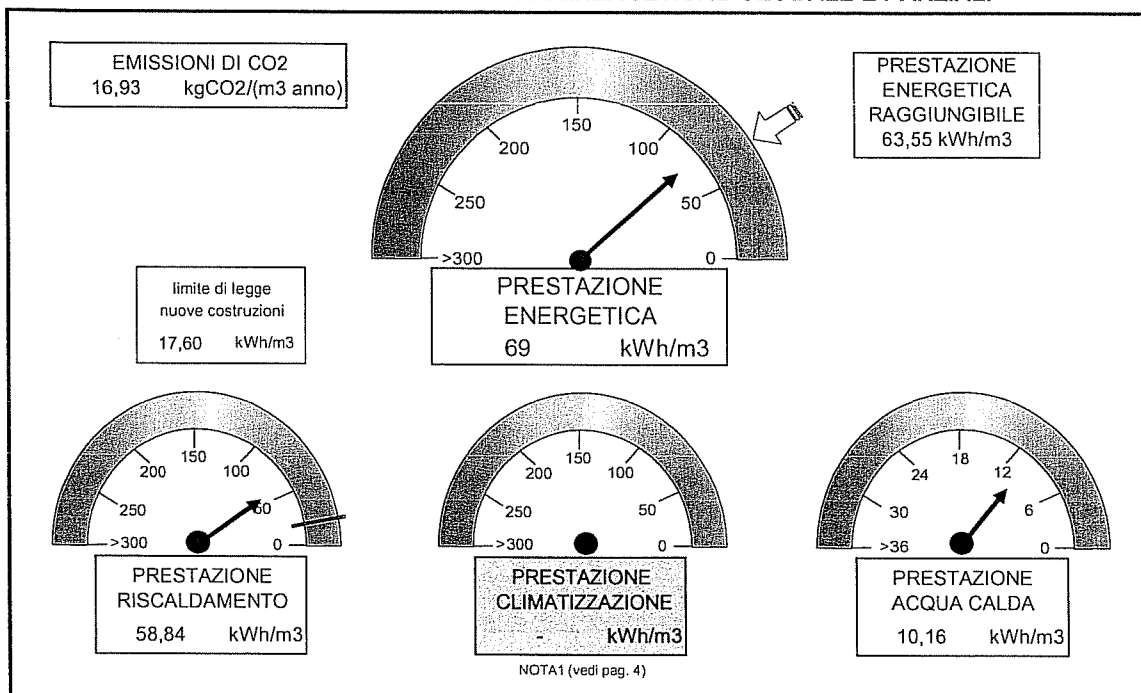 EMISSIONI DI CO2
16,93 kgCO2/(m3 anno)
PRESTAZIONE
ENERGETICA
RAGGIUNGIBILE
63,55 kWh/m3
>300
250
200
150
100
50
0
PRESTAZIONE
ENERGETICA
69 kWh/m3
limite di legge
nuove costruzioni
17,60 kWh/m3
>300
250
200
150
100
50
0
PRESTAZIONE
RISCALDAMENTO
58,84 kWh/m3
>300
250
200
150
100
50
0
PRESTAZIONE
CLIMATIZZAZIONE
- kWh/m3
NOTA1 (vedi pag. 4)
>36
30
24
18
12
6
0
PRESTAZIONE
ACQUA CALDA
10,16 kWh/m3